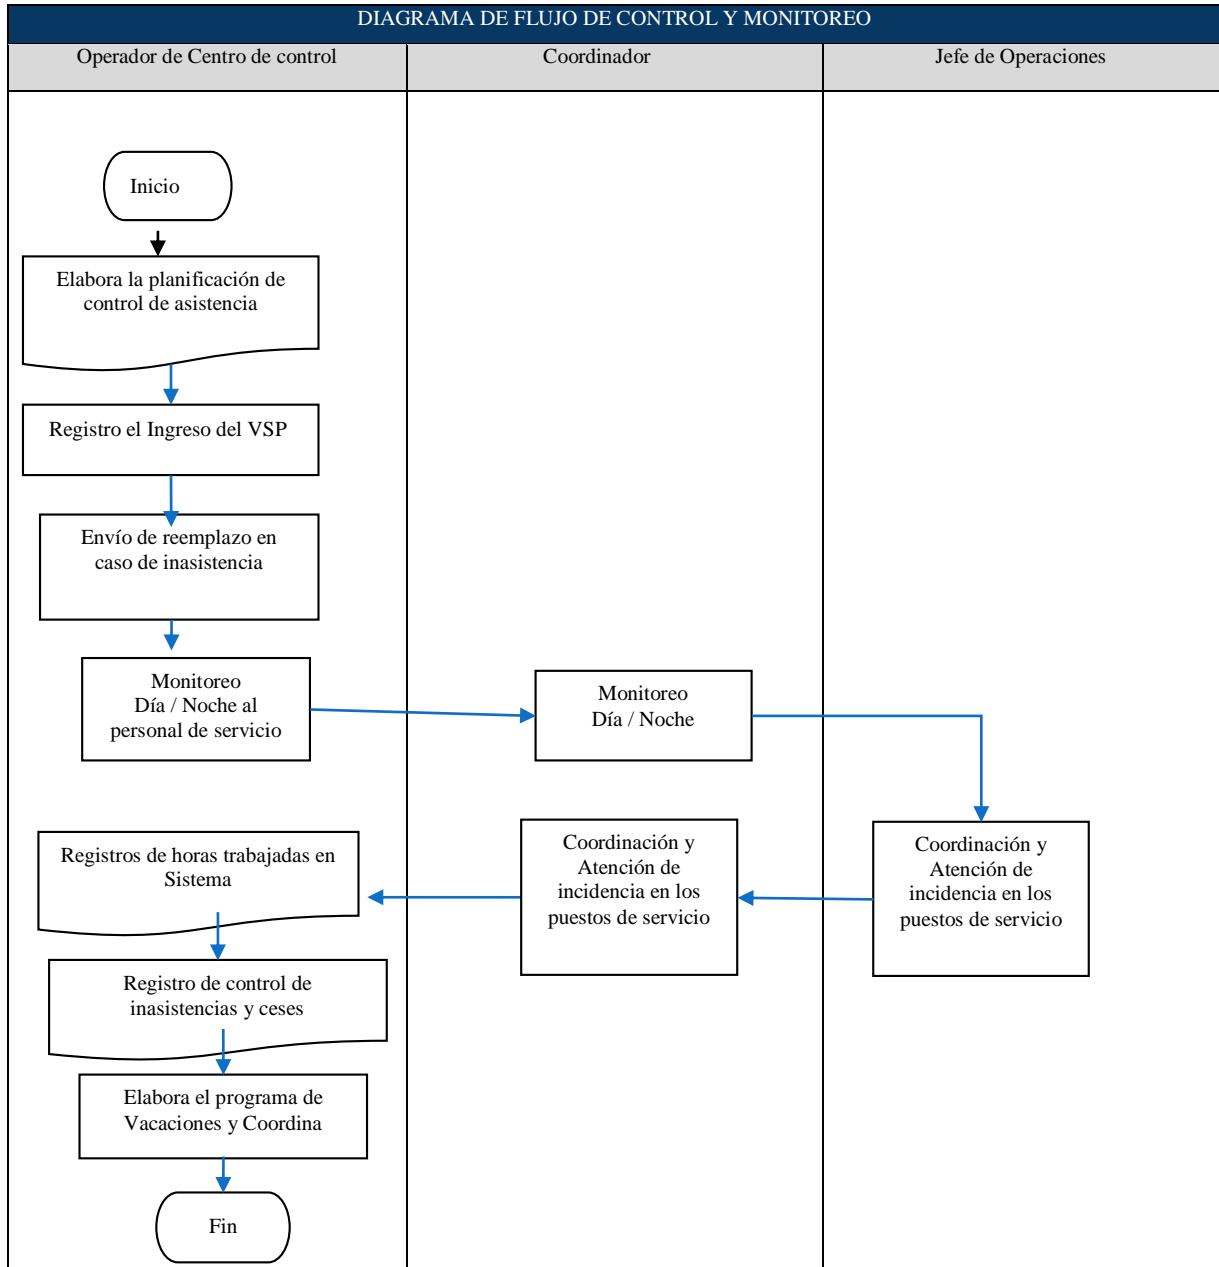 DIAGRAMA DE FLUJO DE CONTROL Y MONITOREO
Operador de Centro de control
Coordinador
Jefe de Operaciones
Inicio
Elabora la planificación de
control de asistencia
Registro el Ingreso del VSP
Envío de reemplazo en
caso de inasistencia
Monitoreo
Día / Noche al
personal de servicio
Monitoreo
Día / Noche
Coordinación y
Atención de
incidencia en los
puestos de servicio
Coordinación y
Atención de
incidencia en los
puestos de servicio
Registros de horas trabajadas en
Sistema
Registro de control de
inasistencias y ceses
Elabora el programa de
Vacaciones y Coordina
Fin